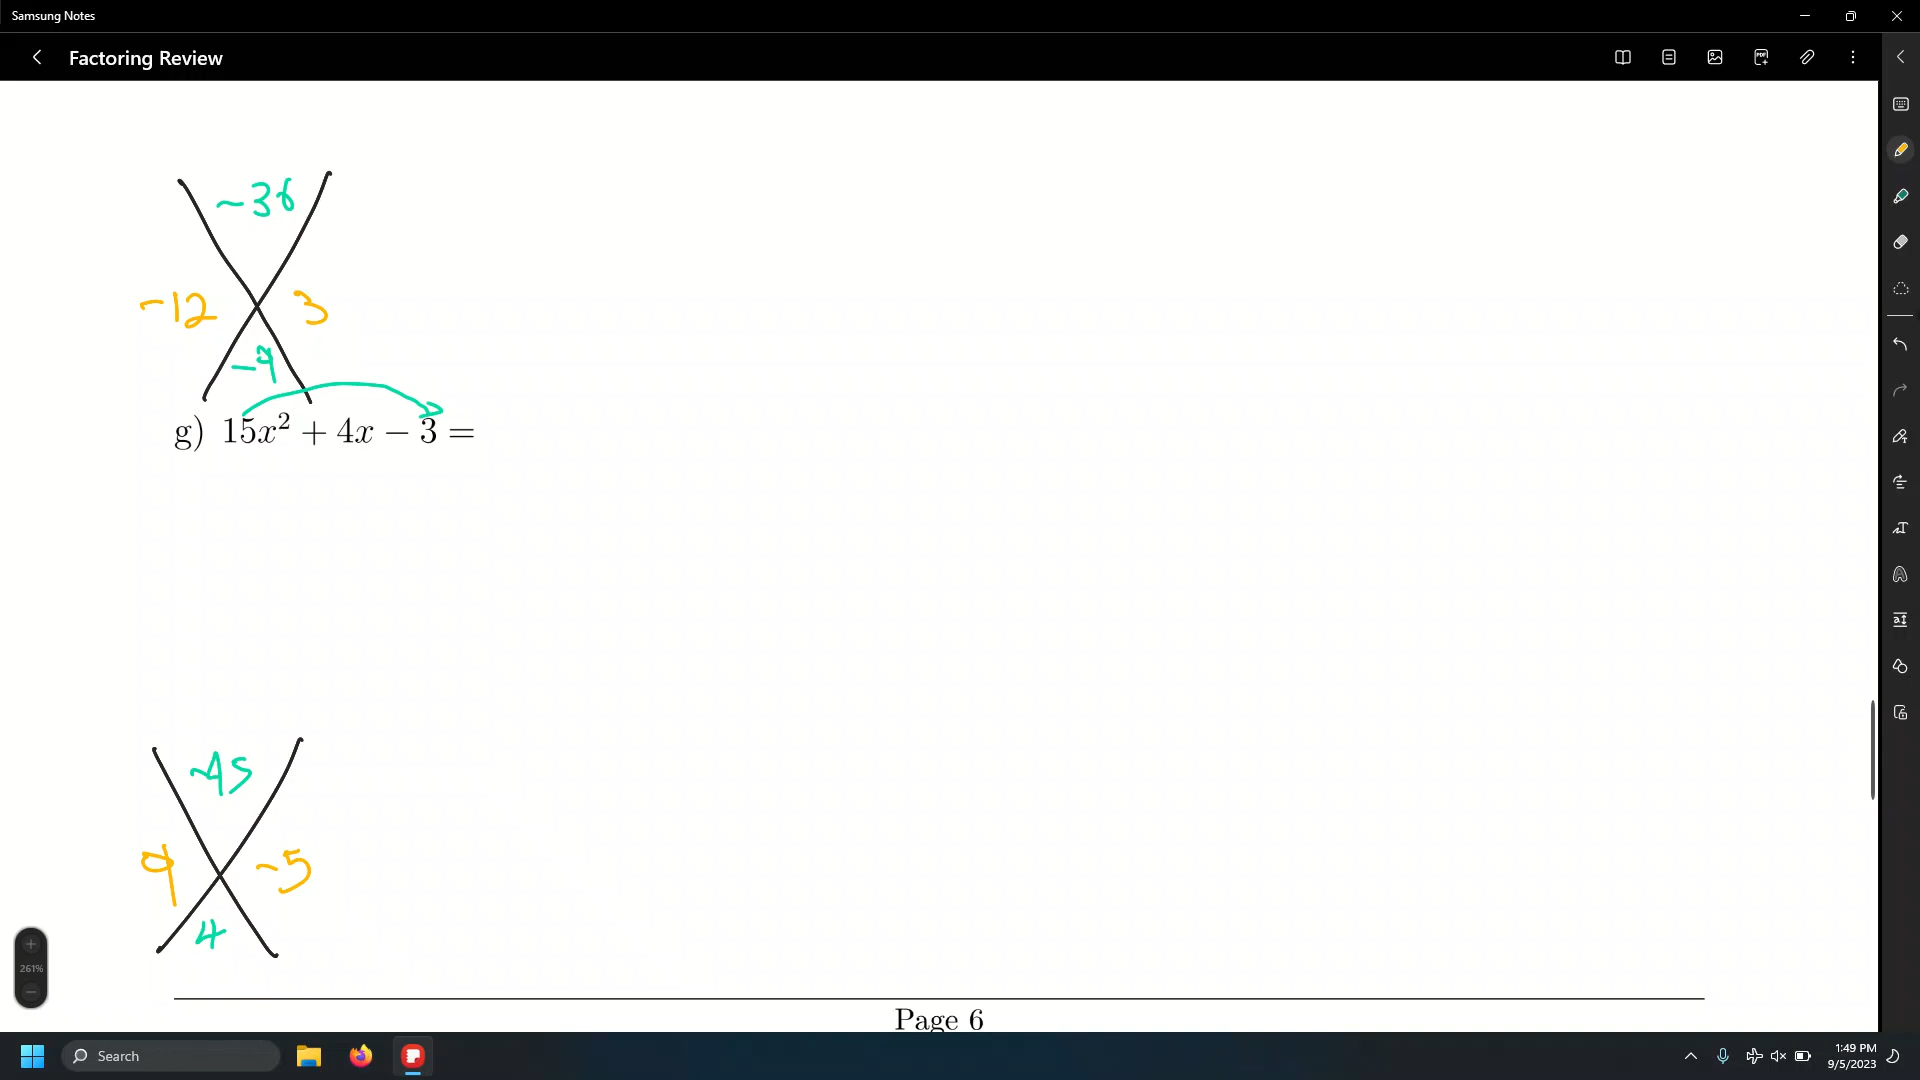 Samsung Notes
Factoring Review
-36
-12 3
-9
g) 15x² + 4x − 3 =
-45
9 -5
4
261%
Page 6
Search
1:49 PM
9/5/2023